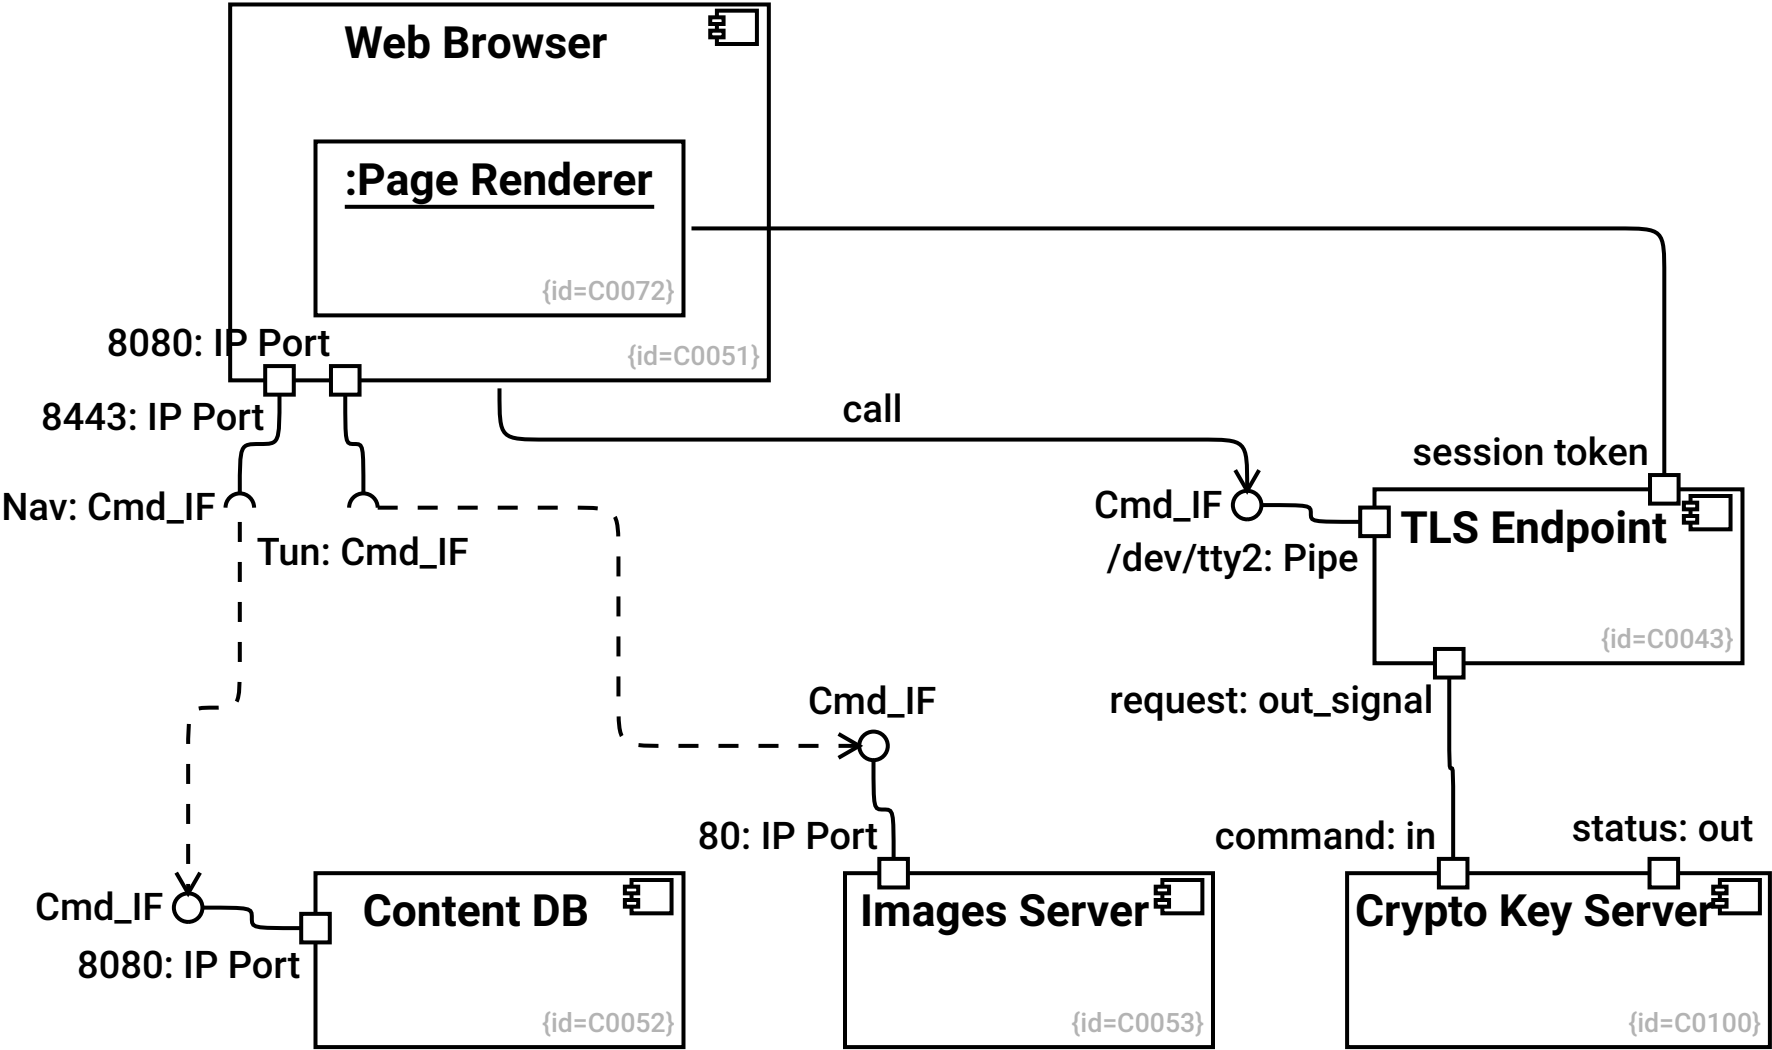 Web Browser
:Page Renderer
{id=C0072}
8080: IP Port
{id=C0051}
8443: IP Port
call
session token
Nav: Cmd_IF
Cmd_IF
TLS Endpoint
Tun: Cmd_IF
/dev/tty2: Pipe
{id=C0043}
Cmd_IF
request: out_signal
80: IP Port
command: in
status: out
Cmd_IF
Content DB
Images Server
Crypto Key Server
8080: IP Port
{id=C0052}
{id=C0053}
{id=C0100}